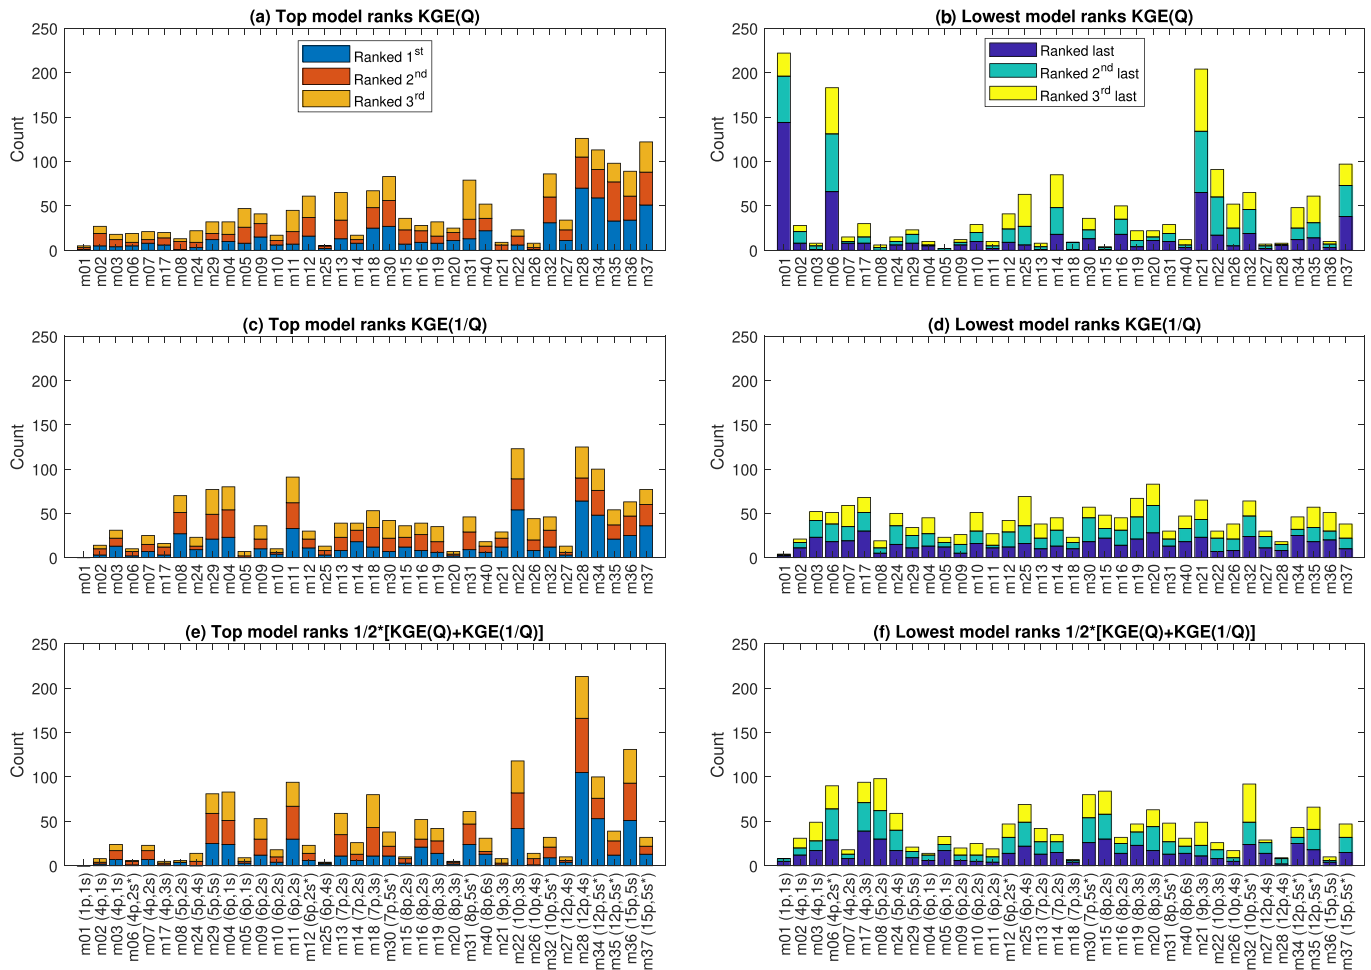 (a) Top model ranks KGE(Q)
250
200
150
100
50
0
Count
Ranked 1st
Ranked 2nd
Ranked 3rd
m01 m02 m03 m06 m07 m17 m08 m24 m29 m04 m05 m09 m10 m11 m12 m25 m13 m14 m18 m30 m15 m16 m19 m20 m31 m40 m21 m22 m26 m32 m27 m28 m34 m35 m36 m37
(b) Lowest model ranks KGE(Q)
250
200
150
100
50
0
Count
Ranked last
Ranked 2nd last
Ranked 3rd last
m01 m02 m03 m06 m07 m17 m08 m24 m29 m04 m05 m09 m10 m11 m12 m25 m13 m14 m18 m30 m15 m16 m19 m20 m31 m40 m21 m22 m26 m32 m27 m28 m34 m35 m36 m37
(c) Top model ranks KGE(1/Q)
250
200
150
100
50
0
Count
m01 m02 m03 m06 m07 m17 m08 m24 m29 m04 m05 m09 m10 m11 m12 m25 m13 m14 m18 m30 m15 m16 m19 m20 m31 m40 m21 m22 m26 m32 m27 m28 m34 m35 m36 m37
(d) Lowest model ranks KGE(1/Q)
250
200
150
100
50
0
Count
m01 m02 m03 m06 m07 m17 m08 m24 m29 m04 m05 m09 m10 m11 m12 m25 m13 m14 m18 m30 m15 m16 m19 m20 m31 m40 m21 m22 m26 m32 m27 m28 m34 m35 m36 m37
(e) Top model ranks 1/2*[KGE(Q)+KGE(1/Q)]
250
200
150
100
50
0
Count
m01 (1p,1s)
m02 (4p,1s)
m03 (4p,1s)
m06 (4p,2s*)
m07 (4p,2s)
m17 (4p,3s)
m08 (5p,2s)
m24 (5p,4s)
m29 (5p,5s)
m04 (6p,1s)
m05 (6p,1s)
m09 (6p,2s)
m10 (6p,2s)
m11 (6p,2s)
m12 (6p,2s*)
m25 (6p,4s)
m13 (7p,2s)
m14 (7p,2s)
m18 (7p,3s)
m30 (7p,5s*)
m15 (8p,2s)
m16 (8p,2s)
m19 (8p,3s)
m20 (8p,3s)
m31 (8p,5s*)
m40 (8p,6s)
m21 (9p,3s)
m22 (10p,3s)
m26 (10p,4s)
m32 (10p,5s*)
m27 (12p,4s)
m28 (12p,4s)
m34 (12p,5s*)
m35 (12p,5s*)
m36 (15p,5s)
m37 (15p,5s*)
(f) Lowest model ranks 1/2*[KGE(Q)+KGE(1/Q)]
250
200
150
100
50
0
Count
m01 (1p,1s)
m02 (4p,1s)
m03 (4p,1s)
m06 (4p,2s*)
m07 (4p,2s)
m17 (4p,3s)
m08 (5p,2s)
m24 (5p,4s)
m29 (5p,5s)
m04 (6p,1s)
m05 (6p,1s)
m09 (6p,2s)
m10 (6p,2s)
m11 (6p,2s)
m12 (6p,2s*)
m25 (6p,4s)
m13 (7p,2s)
m14 (7p,2s)
m18 (7p,3s)
m30 (7p,5s*)
m15 (8p,2s)
m16 (8p,2s)
m19 (8p,3s)
m20 (8p,3s)
m31 (8p,5s*)
m40 (8p,6s)
m21 (9p,3s)
m22 (10p,3s)
m26 (10p,4s)
m32 (10p,5s*)
m27 (12p,4s)
m28 (12p,4s)
m34 (12p,5s*)
m35 (12p,5s*)
m36 (15p,5s)
m37 (15p,5s*)